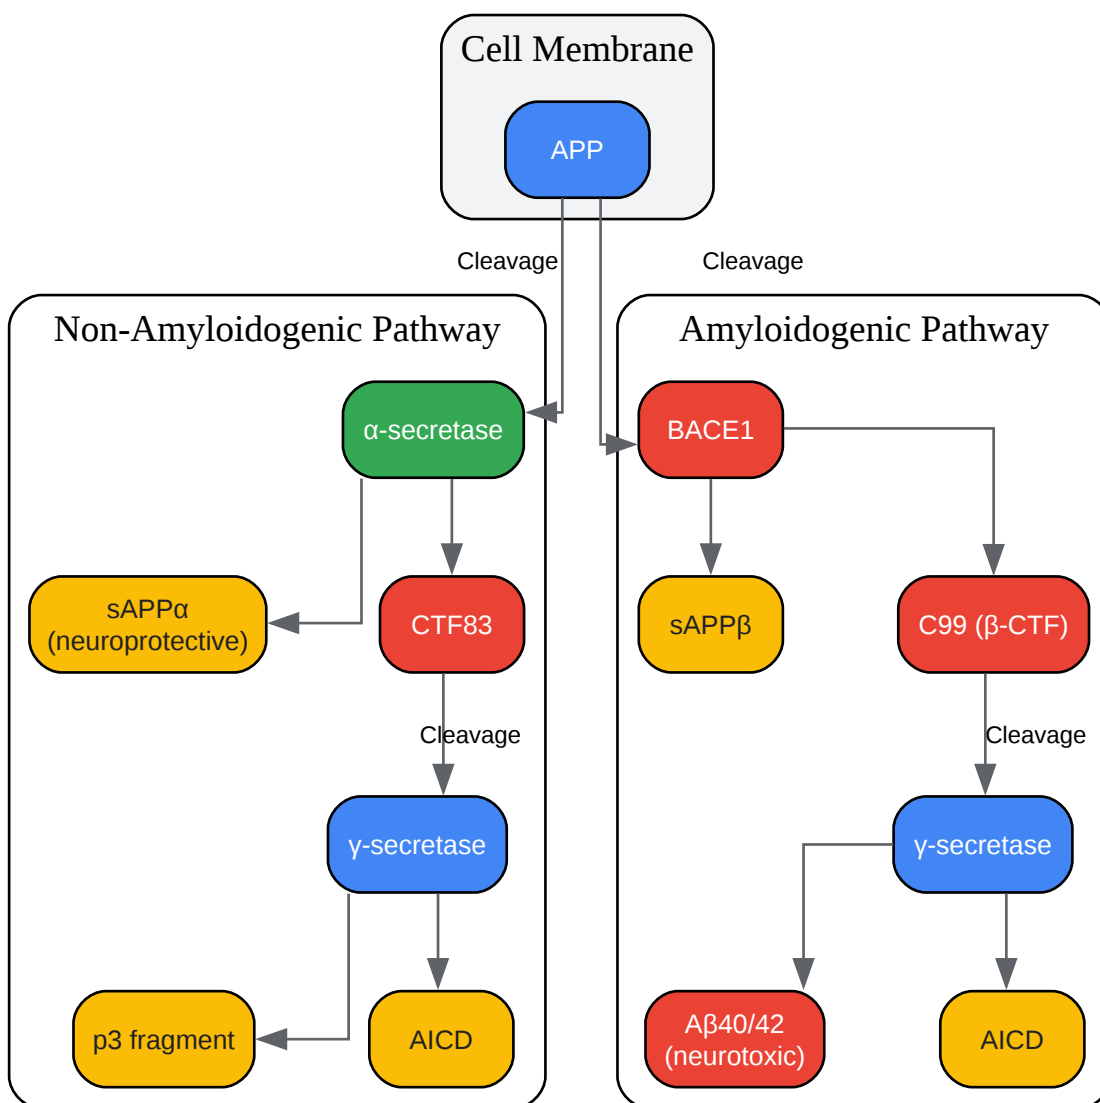 Cell Membrane
APP
Cleavage
Cleavage
Non-Amyloidogenic Pathway
α-secretase
sAPPα
(neuroprotective)
CTF83
Cleavage
γ-secretase
p3 fragment
AICD
Amyloidogenic Pathway
BACE1
sAPPβ
C99 (β-CTF)
Cleavage
γ-secretase
Aβ40/42
(neurotoxic)
AICD